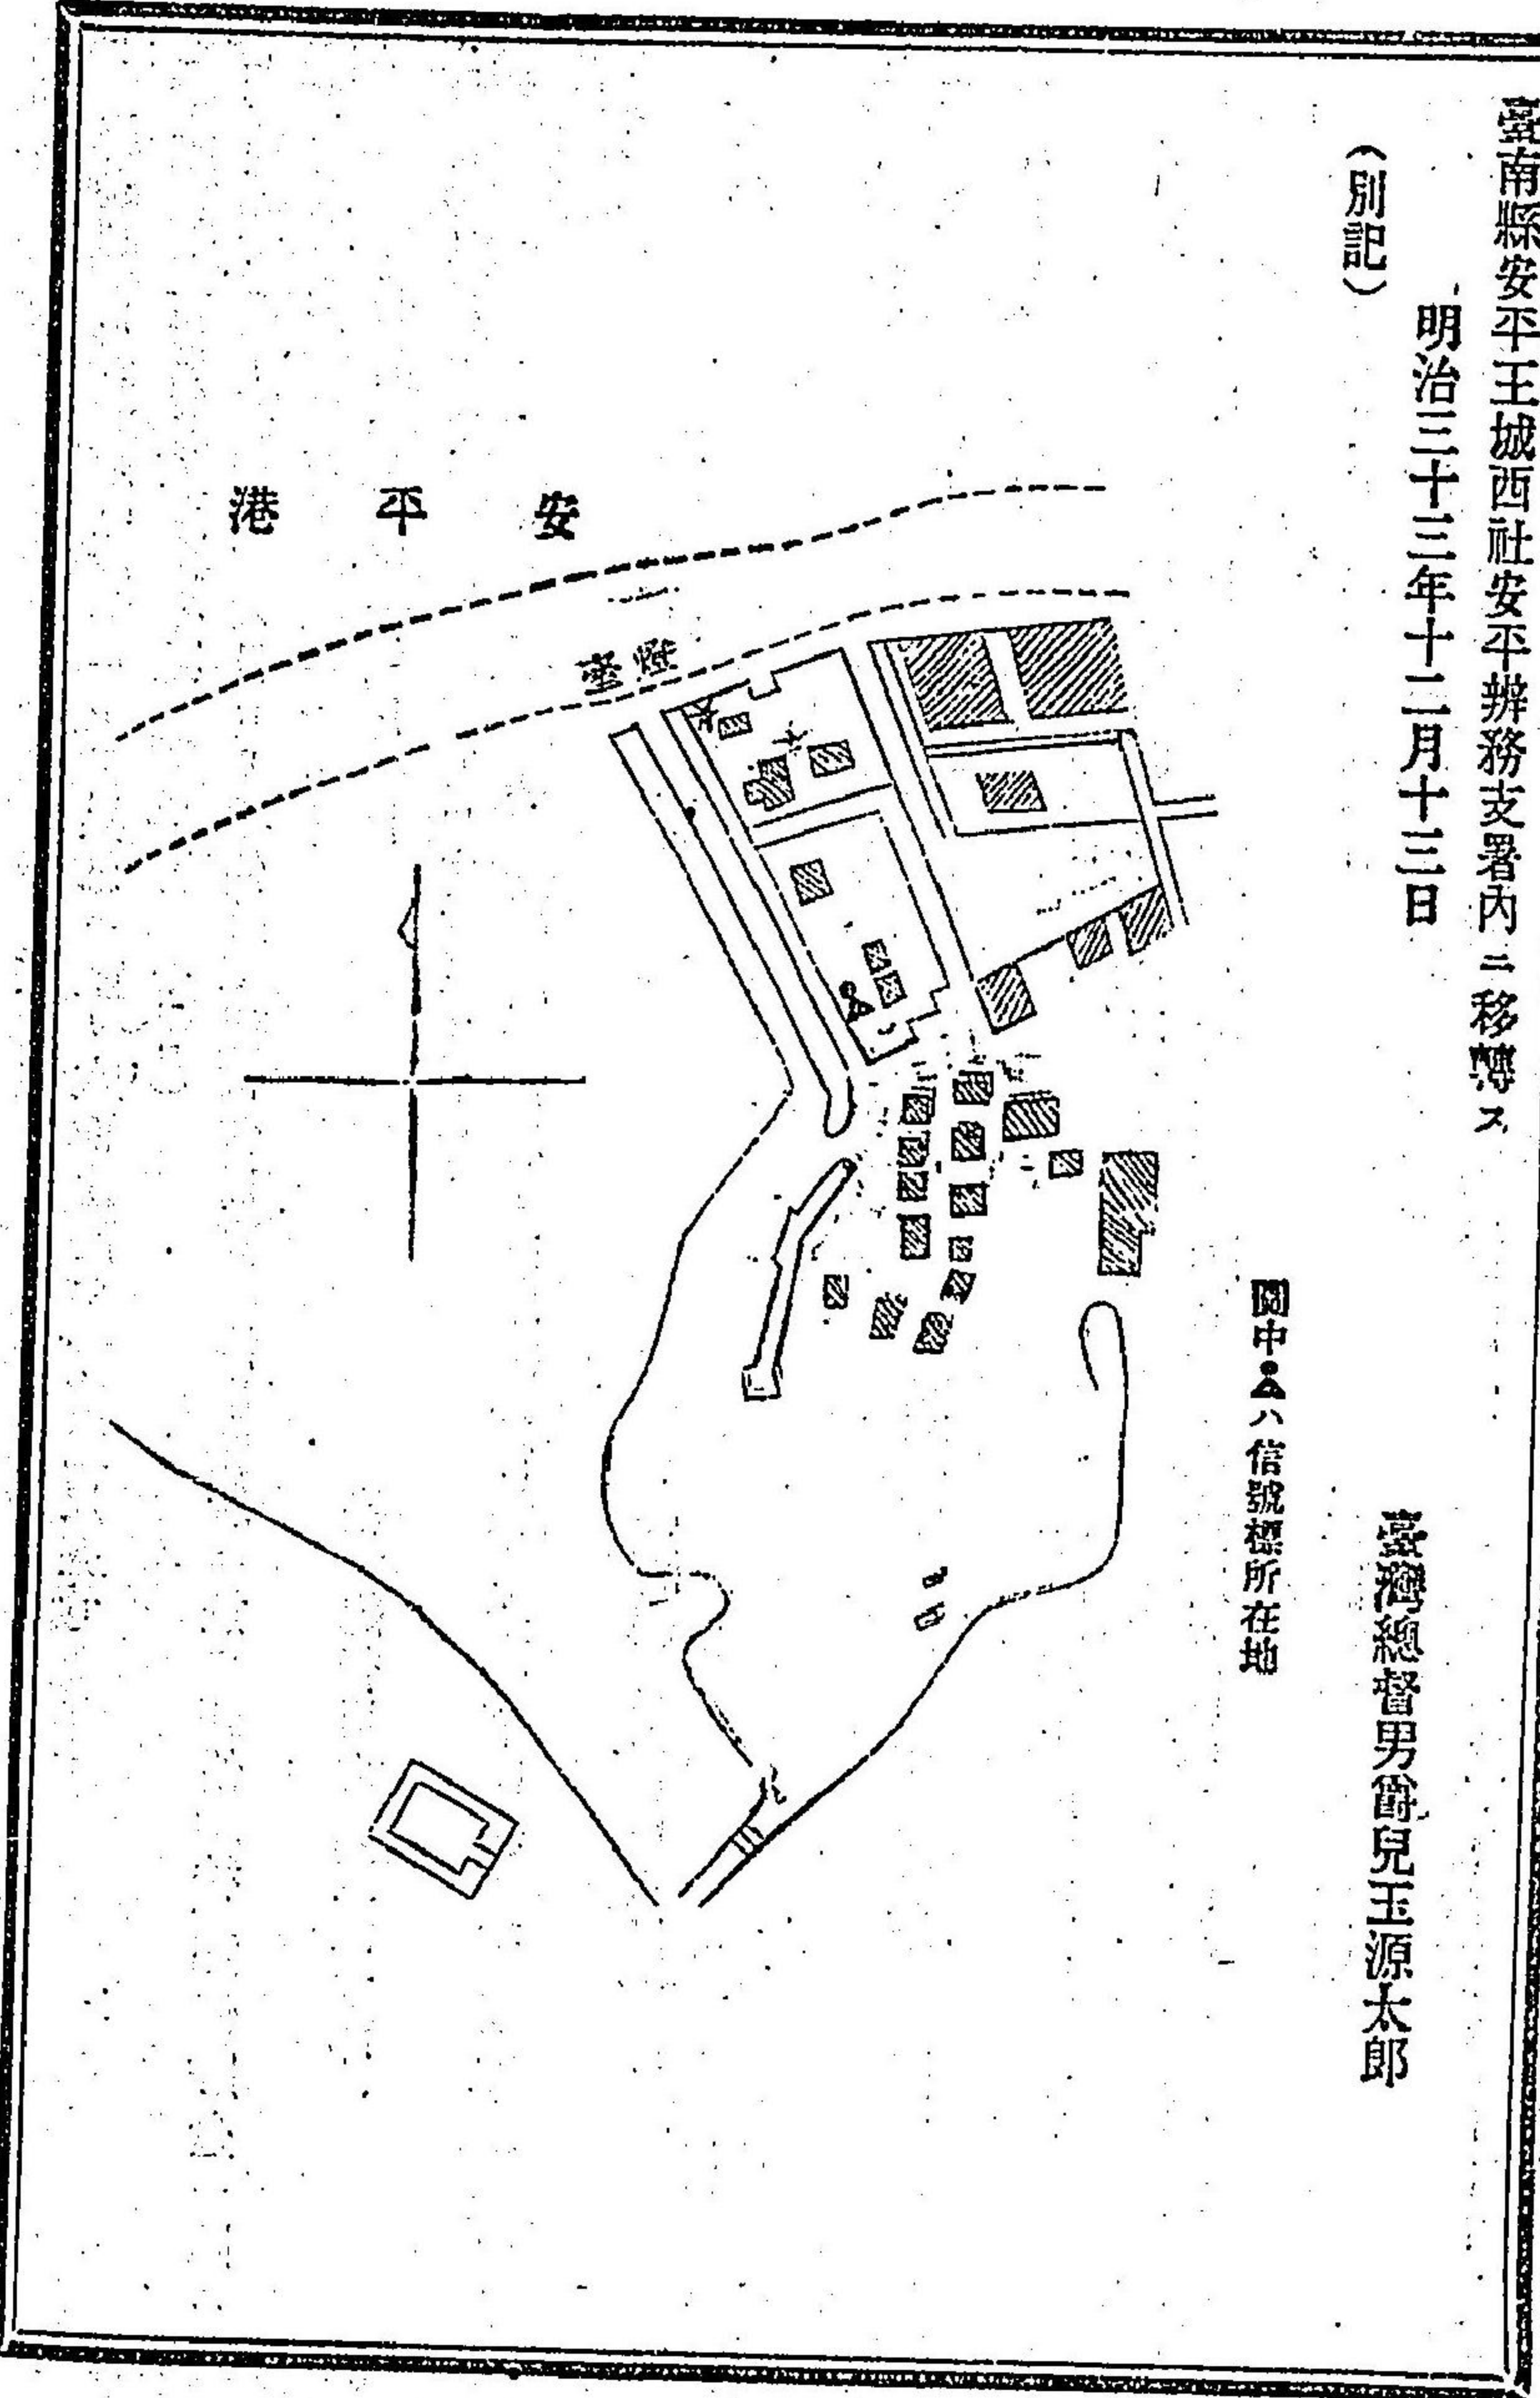 臺南縣安平王城西社安平辨務支署內ニ移轉ス
明治三十三年十二月十三日
臺灣總督男爵兒玉源太郎
(別記)
圖中ハ信號標所在地
安平港
燈臺